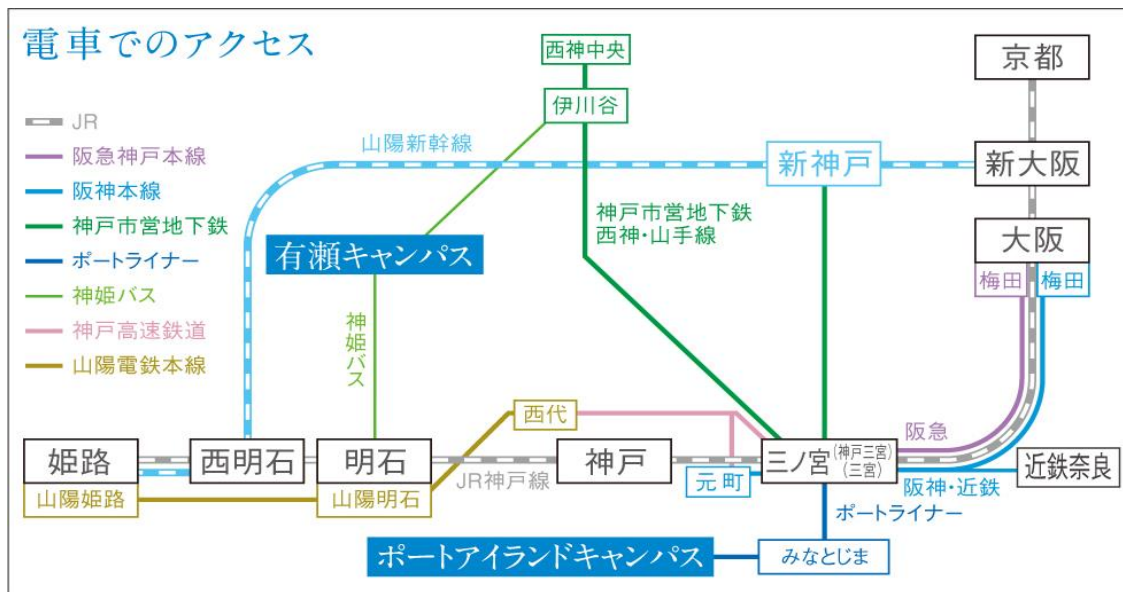 電車でのアクセス
JR
阪急神戸本線
阪神本線
神戸市営地下鉄
ポートライナー
神姫バス
神戸高速鉄道
山陽電鉄本線
西神中央
伊川谷
山陽新幹線
新神戸
京都
新大阪
大阪
梅田
梅田
神戸市営地下鉄
西神・山手線
有瀬キャンパス
神姫バス
西代
阪急
姫路
西明石
明石
神戸
三ノ宮(神戸三宮)
(三宮)
近鉄奈良
JR神戸線
元町
阪神・近鉄
山陽姫路
山陽明石
ポートライナー
ポートアイランドキャンパス
みなとじま